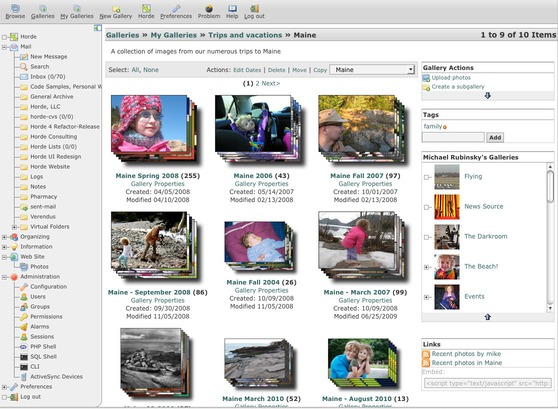 Browse Galleries My Galleries New Gallery Horde Preferences Problem Help Log out
Galleries » My Galleries » Trips and vacations » Maine
1 to 9 of 10 Items
A collection of images from our numerous trips to Maine
Select: All, None
Actions: Edit Dates | Delete | Move | Copy
Maine
(1) 2 Next>
Horde
Mail
New Message
Search
Inbox (0/70)
Code Samples, Personal W
General Archive
Horde, LLC
horde-cvs (0/0)
Horde 4 Refactor-Release
Horde Consulting
Horde Lists (0/0)
Horde UI Redesign
Horde Website
Logs
Notes
Pharmacy
sent-mail
Verendus
Virtual Folders
Organizing
Information
Web Site
Photos
Administration
Configuration
Users
Groups
Permissions
Alarms
Sessions
PHP Shell
SQL Shell
CLI
ActiveSync Devices
Preferences
Log out
Maine Spring 2008 (255)
Gallery Properties
Created: 04/05/2008
Modified 04/10/2008
Maine 2006 (43)
Gallery Properties
Created: 05/14/2007
Modified 02/13/2008
Maine Fall 2007 (97)
Gallery Properties
Created: 10/01/2007
Modified 02/13/2008
Maine - September 2008 (86)
Gallery Properties
Created: 09/30/2008
Modified 11/05/2008
Maine Fall 2004 (26)
Gallery Properties
Created: 10/09/2008
Modified 11/05/2008
Maine - March 2007 (99)
Gallery Properties
Created: 10/09/2008
Modified 06/25/2009
Maine March 2010 (52)
Maine - August 2010 (13)
Gallery Actions
Upload photos
Create a subgallery
Tags
family
Add
Michael Rubinsky's Galleries
Flying
News Source
The Darkroom
The Beach!
Events
Links
Recent photos by mike
Recent photos in Maine
Embed:
<script type="text/javascript" src="http: